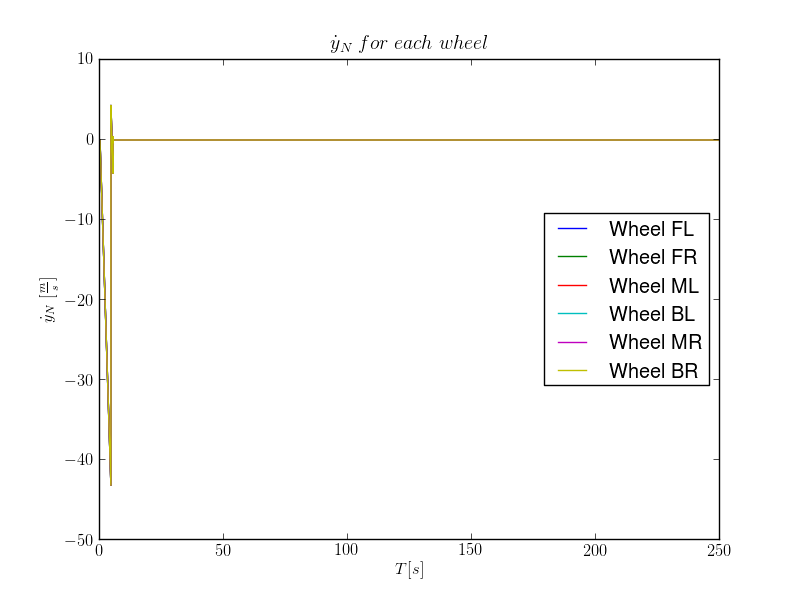 ẏ_N for each wheel
10
0
−10
−20
−30
−40
−50
ẏ_N [m/s]
0 50 100 150 200 250
T[s]
Wheel FL
Wheel FR
Wheel ML
Wheel BL
Wheel MR
Wheel BR